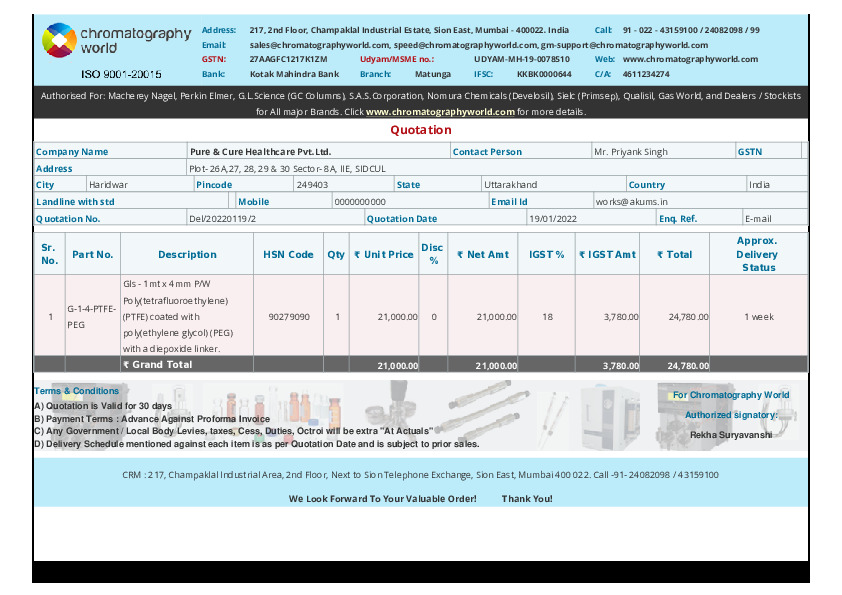 chromatography
world
ISO 9001-20015
Address: 217, 2nd Floor, Champaklal Industrial Estate, Sion East, Mumbai - 400022. India Call: 91 - 022 - 43159100 / 24082098 / 99
Email: sales@chromatographyworld.com, speed@chromatographyworld.com, gm-support@chromatographyworld.com
GSTN: 27AAGFC1217K1ZM Udyam/MSME no.: UDYAM-MH-19-0078510 Web: www.chromatographyworld.com
Bank: Kotak Mahindra Bank Branch: Matunga IFSC: KKBK0000644 C/A: 4611234274
Authorised For: Macherey Nagel, Perkin Elmer, G.L.Science (GC Columns), S.A.S.Corporation, Nomura Chemicals (Develosil), Sielc (Primsep), Qualisil, Gas World, and Dealers / Stockists
for All major Brands. Click www.chromatographyworld.com for more details.
Quotation
Company Name Pure & Cure Healthcare Pvt. Ltd. Contact Person Mr. Priyank Singh GSTN
Address Plot- 26A,27, 28, 29 & 30 Sector- 8A, IIE, SIDCUL
City Haridwar Pincode 249403 State Uttarakhand Country India
Landline with std Mobile 0000000000 Email Id works@akums.in
Quotation No. Del/20220119/2 Quotation Date 19/01/2022 Enq. Ref. E-mail
Sr. No. Part No. Description HSN Code Qty ₹ Unit Price Disc % ₹ Net Amt IGST % ₹ IGST Amt ₹ Total Approx. Delivery Status
1 G-1-4-PTFE-PEG Gls - 1 mt x 4 mm P/W
Poly(tetrafluoroethylene)
(PTFE) coated with
poly(ethylene glycol) (PEG)
with a diepoxide linker. 90279090 1 21,000.00 0 21,000.00 18 3,780.00 24,780.00 1 week
₹ Grand Total 21,000.00 21,000.00 3,780.00 24,780.00
Terms & Conditions
A) Quotation is Valid for 30 days
B) Payment Terms : Advance Against Proforma Invoice
C) Any Government / Local Body Levies, taxes, Cess, Duties, Octroi will be extra "At Actuals"
D) Delivery Schedule mentioned against each item is as per Quotation Date and is subject to prior sales.
For Chromatography World
Authorized signatory:
Rekha Suryavanshi
CRM : 217, Champaklal Industrial Area, 2nd Floor, Next to Sion Telephone Exchange, Sion East, Mumbai 400 022. Call -91- 24082098 / 43159100
We Look Forward To Your Valuable Order! Thank You!